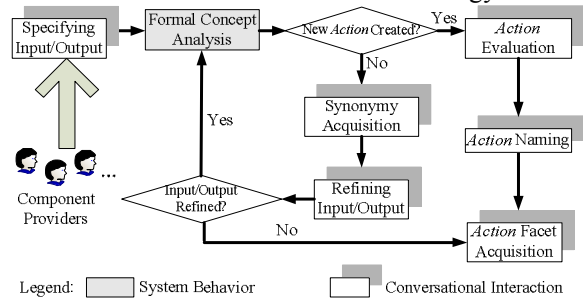 Specifying
Input/Output
Formal Concept
Analysis
New Action Created?
Yes
Action
Evaluation
No
Synonymy
Acquisition
Action Naming
Yes
Refining
Input/Output
Input/Output
Refined?
...
Component
Providers
No
Action Facet
Acquisition
Legend:
System Behavior
Conversational Interaction